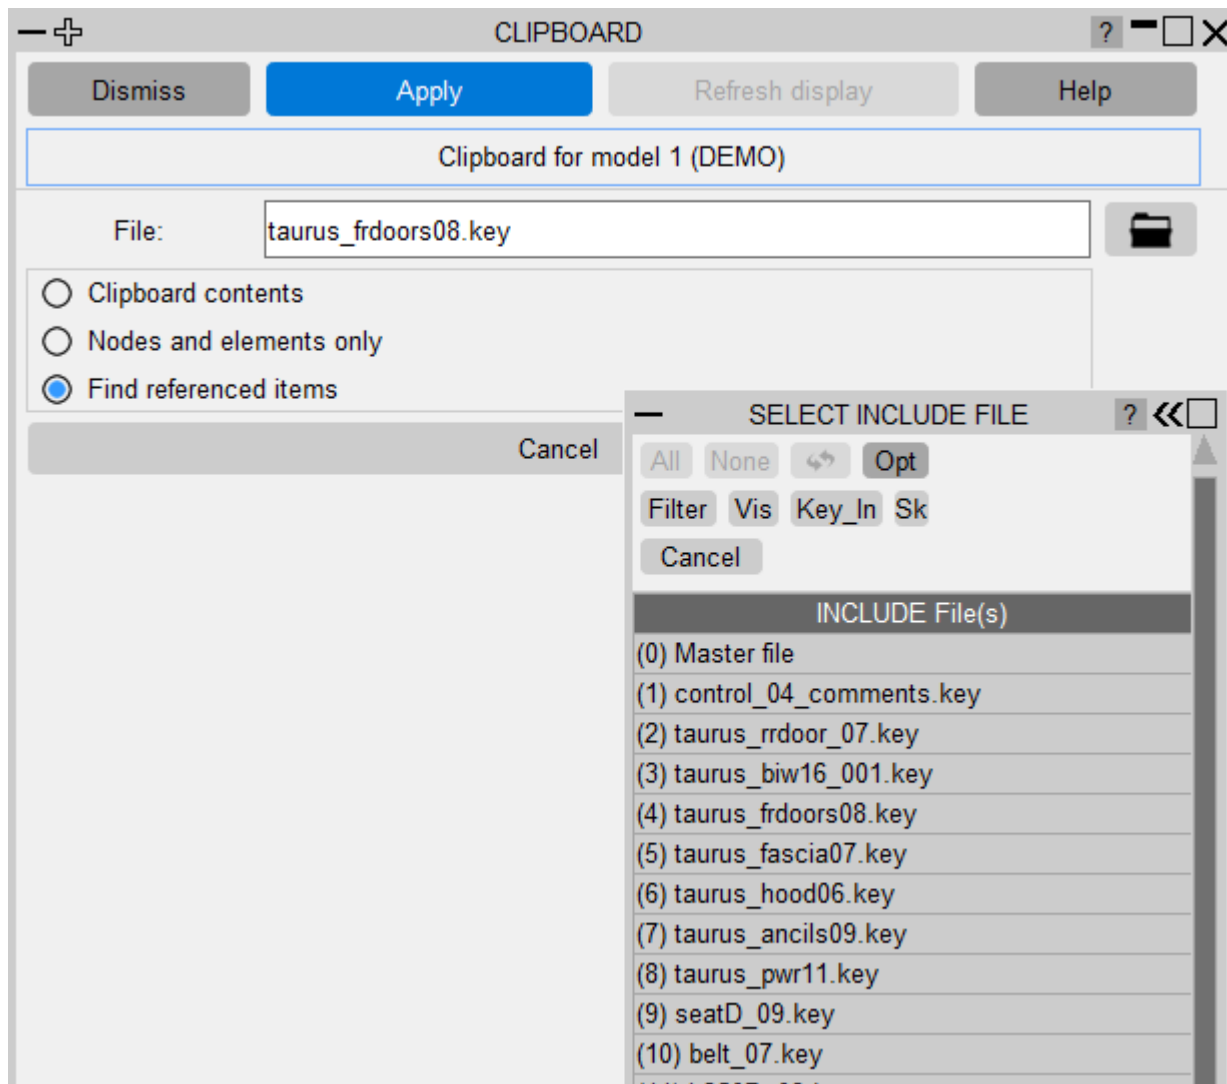 CLIPBOARD ?
Dismiss Apply Refresh display Help
Clipboard for model 1 (DEMO)
File: taurus_frdoors08.key
Clipboard contents
Nodes and elements only
Find referenced items
Cancel
SELECT INCLUDE FILE ?
All None Opt
Filter Vis Key_In Sk
Cancel
INCLUDE File(s)
(0) Master file
(1) control_04_comments.key
(2) taurus_rrdoor_07.key
(3) taurus_biw16_001.key
(4) taurus_frdoors08.key
(5) taurus_fascia07.key
(6) taurus_hood06.key
(7) taurus_ancils09.key
(8) taurus_pwr11.key
(9) seatD_09.key
(10) belt_07.key